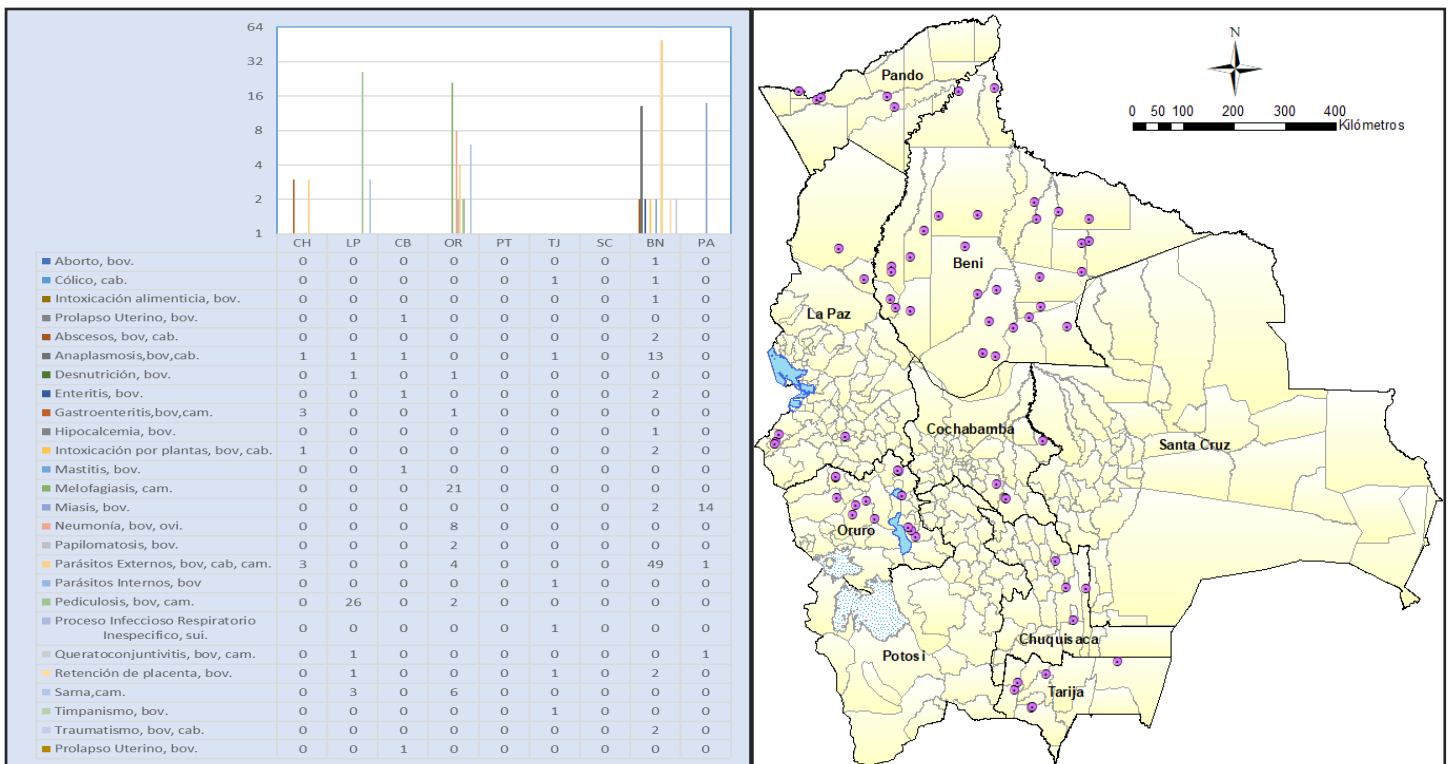 64
32
16
8
4
2
1
CH LP CB OR PT TJ SC BN PA
Aborto, bov. 0 0 0 0 0 0 0 1 0
Cólico, cab. 0 0 0 0 0 1 0 1 0
Intoxicación alimenticia, bov. 0 0 0 0 0 0 0 1 0
Prolapso Uterino, bov. 0 0 1 0 0 0 0 0 0
Abscesos, bov, cab. 0 0 0 0 0 0 0 2 0
Anaplasmosis,bov,cab. 1 1 1 0 0 1 0 13 0
Desnutrición, bov. 0 1 0 1 0 0 0 0 0
Enteritis, bov. 0 0 1 0 0 0 0 2 0
Gastroenteritis,bov,cam. 3 0 0 1 0 0 0 0 0
Hipocalcemia, bov. 0 0 0 0 0 0 0 1 0
Intoxicación por plantas, bov, cab. 1 0 0 0 0 0 0 2 0
Mastitis, bov. 0 0 1 0 0 0 0 0 0
Melofagiasis, cam. 0 0 0 21 0 0 0 0 0
Miasis, bov. 0 0 0 0 0 0 0 2 14
Neumonía, bov, ovi. 0 0 0 8 0 0 0 0 0
Papilomatosis, bov. 0 0 0 2 0 0 0 0 0
Parásitos Externos, bov, cab, cam. 3 0 0 4 0 0 0 49 1
Parásitos Internos, bov 0 0 0 0 0 1 0 0 0
Pediculosis, bov, cam. 0 26 0 2 0 0 0 0 0
Proceso Infeccioso Respiratorio
Inespecifico, sui. 0 0 0 0 0 1 0 0 0
Queratoconjuntivitis, bov, cam. 0 1 0 0 0 0 0 0 1
Retención de placenta, bov. 0 1 0 0 0 1 0 2 0
Sarna,cam. 0 3 0 6 0 0 0 0 0
Timpanismo, bov. 0 0 0 0 0 1 0 0 0
Traumatismo, bov, cab. 0 0 0 0 0 0 0 2 0
Prolapso Uterino, bov. 0 0 1 0 0 0 0 0 0
N
0 50 100 200 300 400
Kilómetros
Pando
Beni
La Paz
Cochabamba
Santa Cruz
Oruro
Chuquisaca
Potosi
Tarija